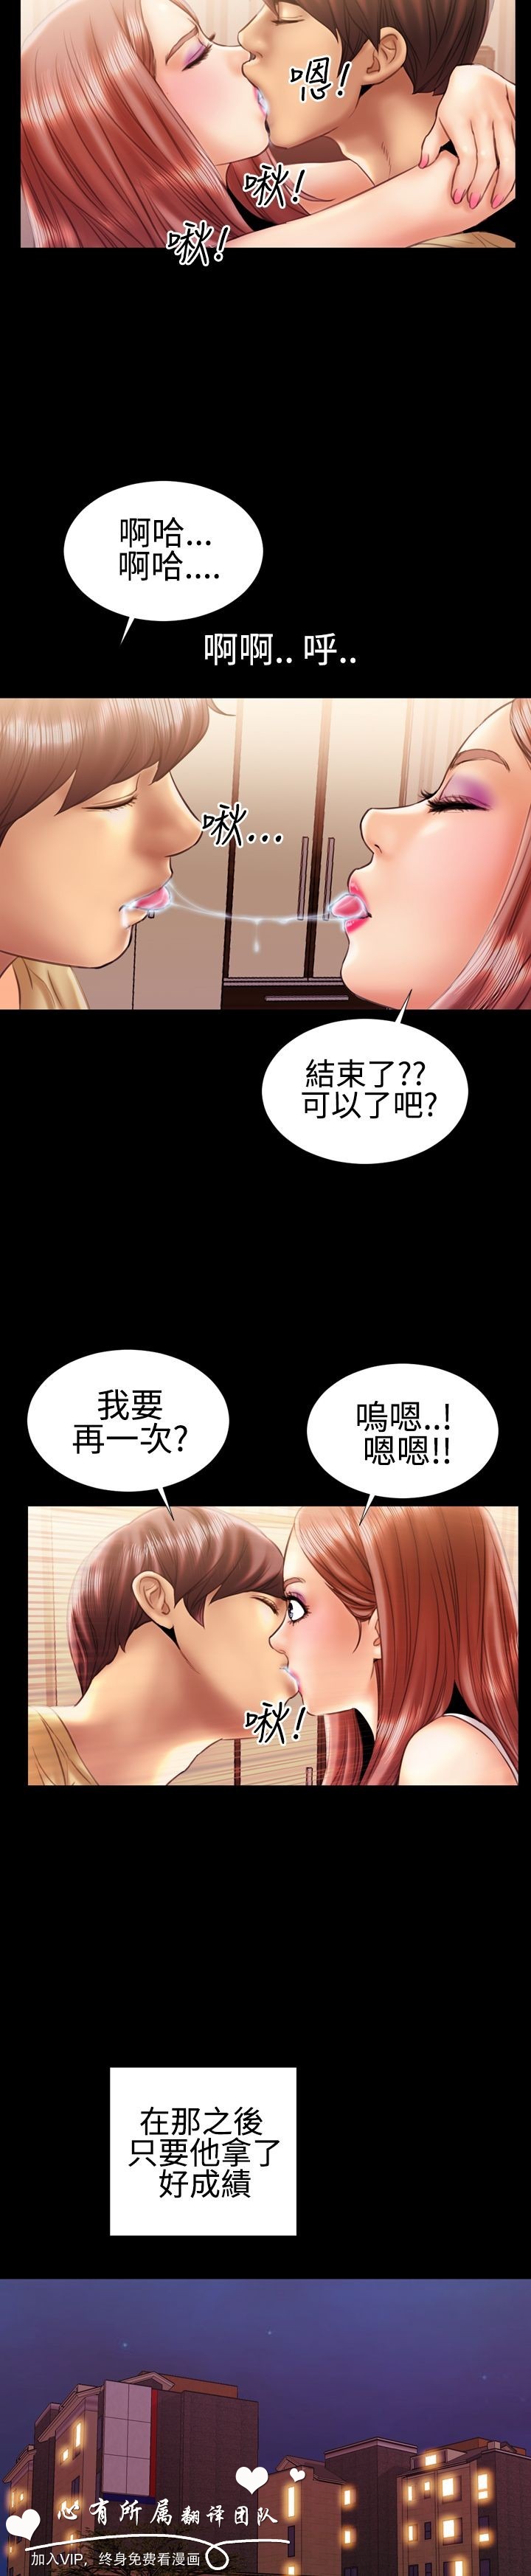 嗯!
啾!
啾!
啊哈...
啊哈....
啊啊.. 呼..
啾...
結束了??
可以了吧?
我要
再一次?
嗚嗯..!
嗯嗯!!
啾!
在那之後
只要他拿了
好成績
心有所属翻译团队
加入VIP，终身免费看漫画